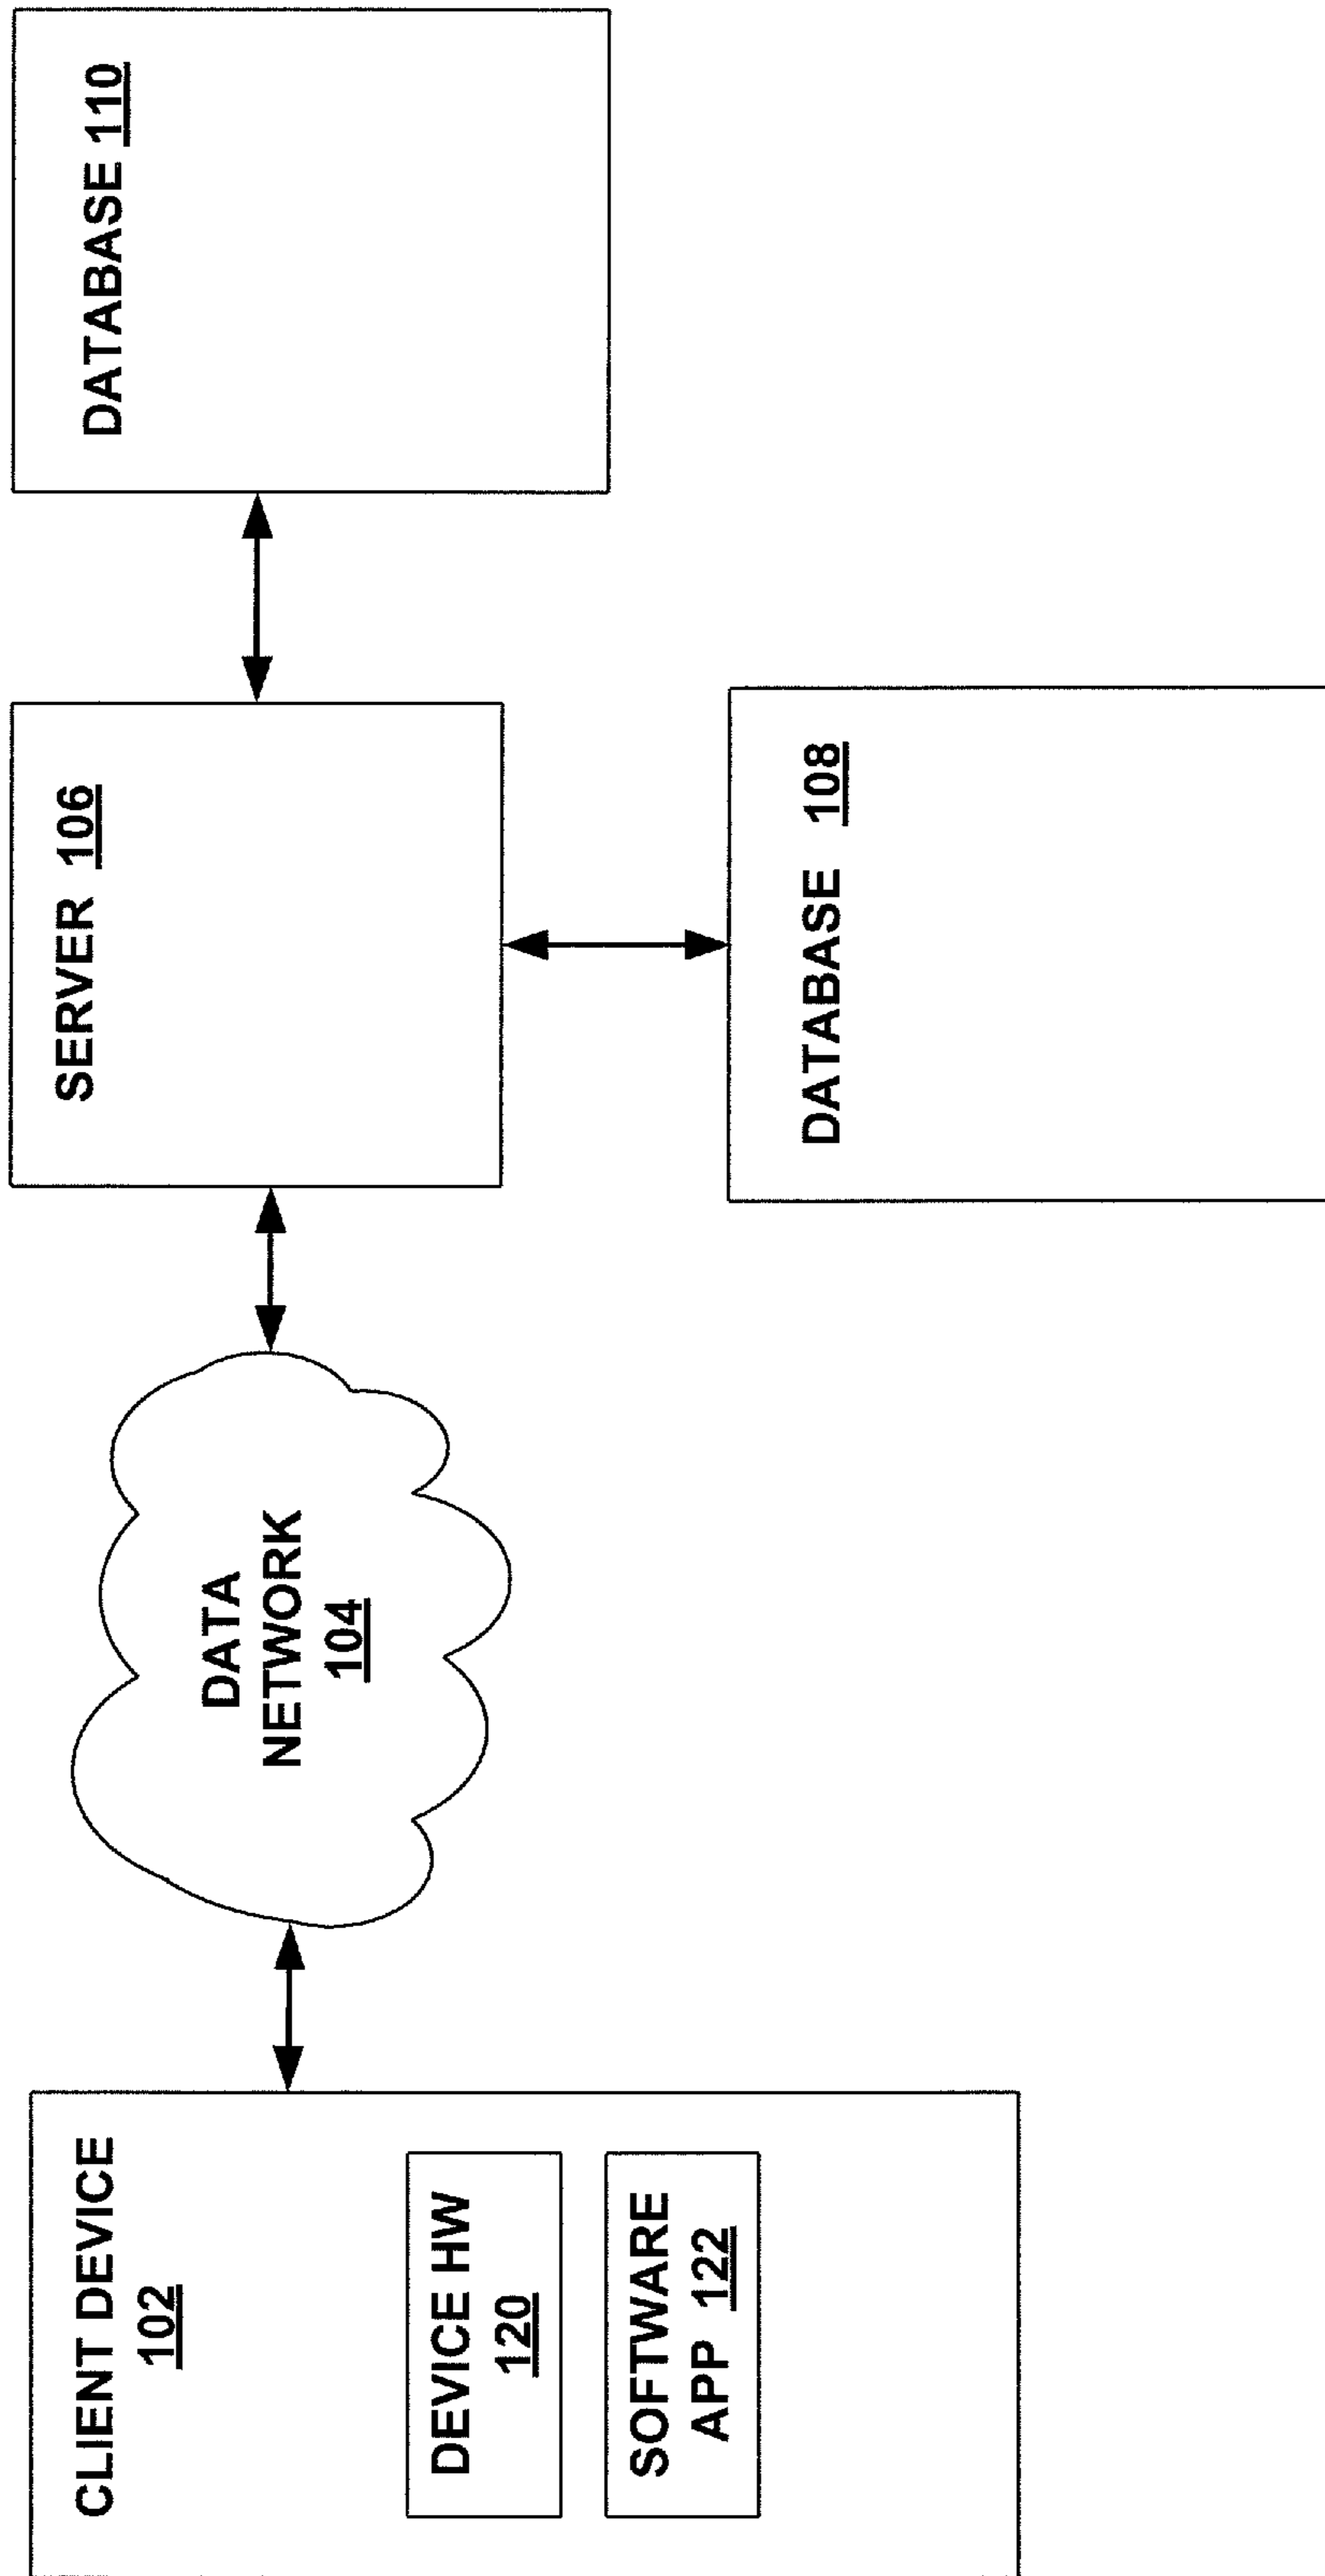 CLIENT DEVICE
102
DEVICE HW
120
SOFTWARE
APP 122
DATA
NETWORK
104
SERVER 106
DATABASE 108
DATABASE 110